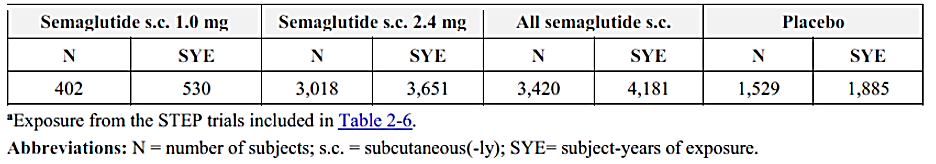 Semaglutide s.c. 1.0 mg Semaglutide s.c. 2.4 mg All semaglutide s.c. Placebo
N SYE N SYE N SYE N SYE
402 530 3,018 3,651 3,420 4,181 1,529 1,885
ᵃExposure from the STEP trials included in Table 2-6.
Abbreviations: N = number of subjects; s.c. = subcutaneous(-ly); SYE= subject-years of exposure.